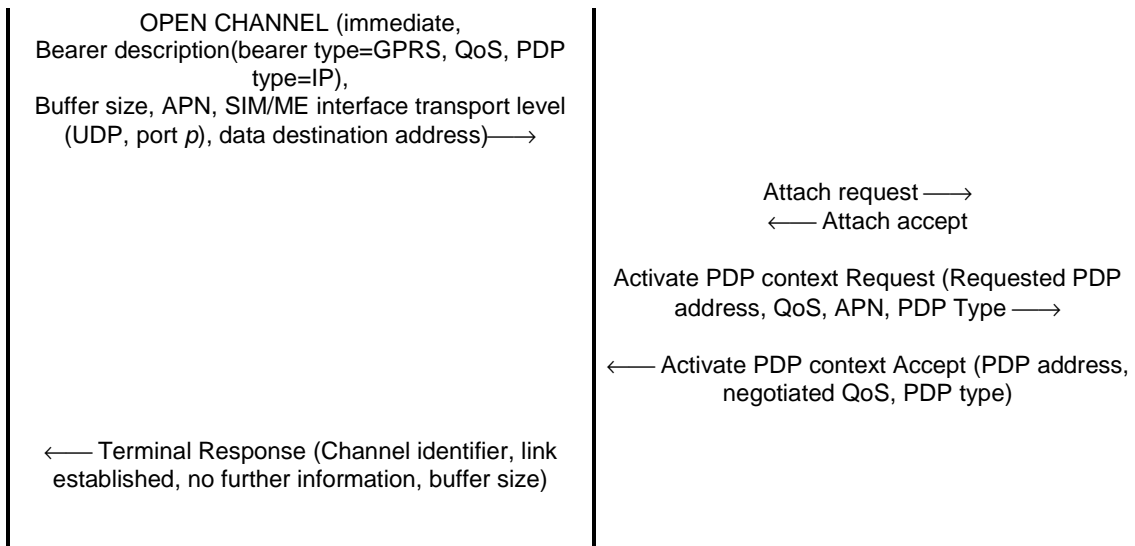 OPEN CHANNEL (immediate,
Bearer description(bearer type=GPRS, QoS, PDP
type=IP),
Buffer size, APN, SIM/ME interface transport level
(UDP, port p), data destination address)⟶
Attach request ⟶
⟵ Attach accept
Activate PDP context Request (Requested PDP
address, QoS, APN, PDP Type ⟶
⟵ Activate PDP context Accept (PDP address,
negotiated QoS, PDP type)
⟵ Terminal Response (Channel identifier, link
established, no further information, buffer size)